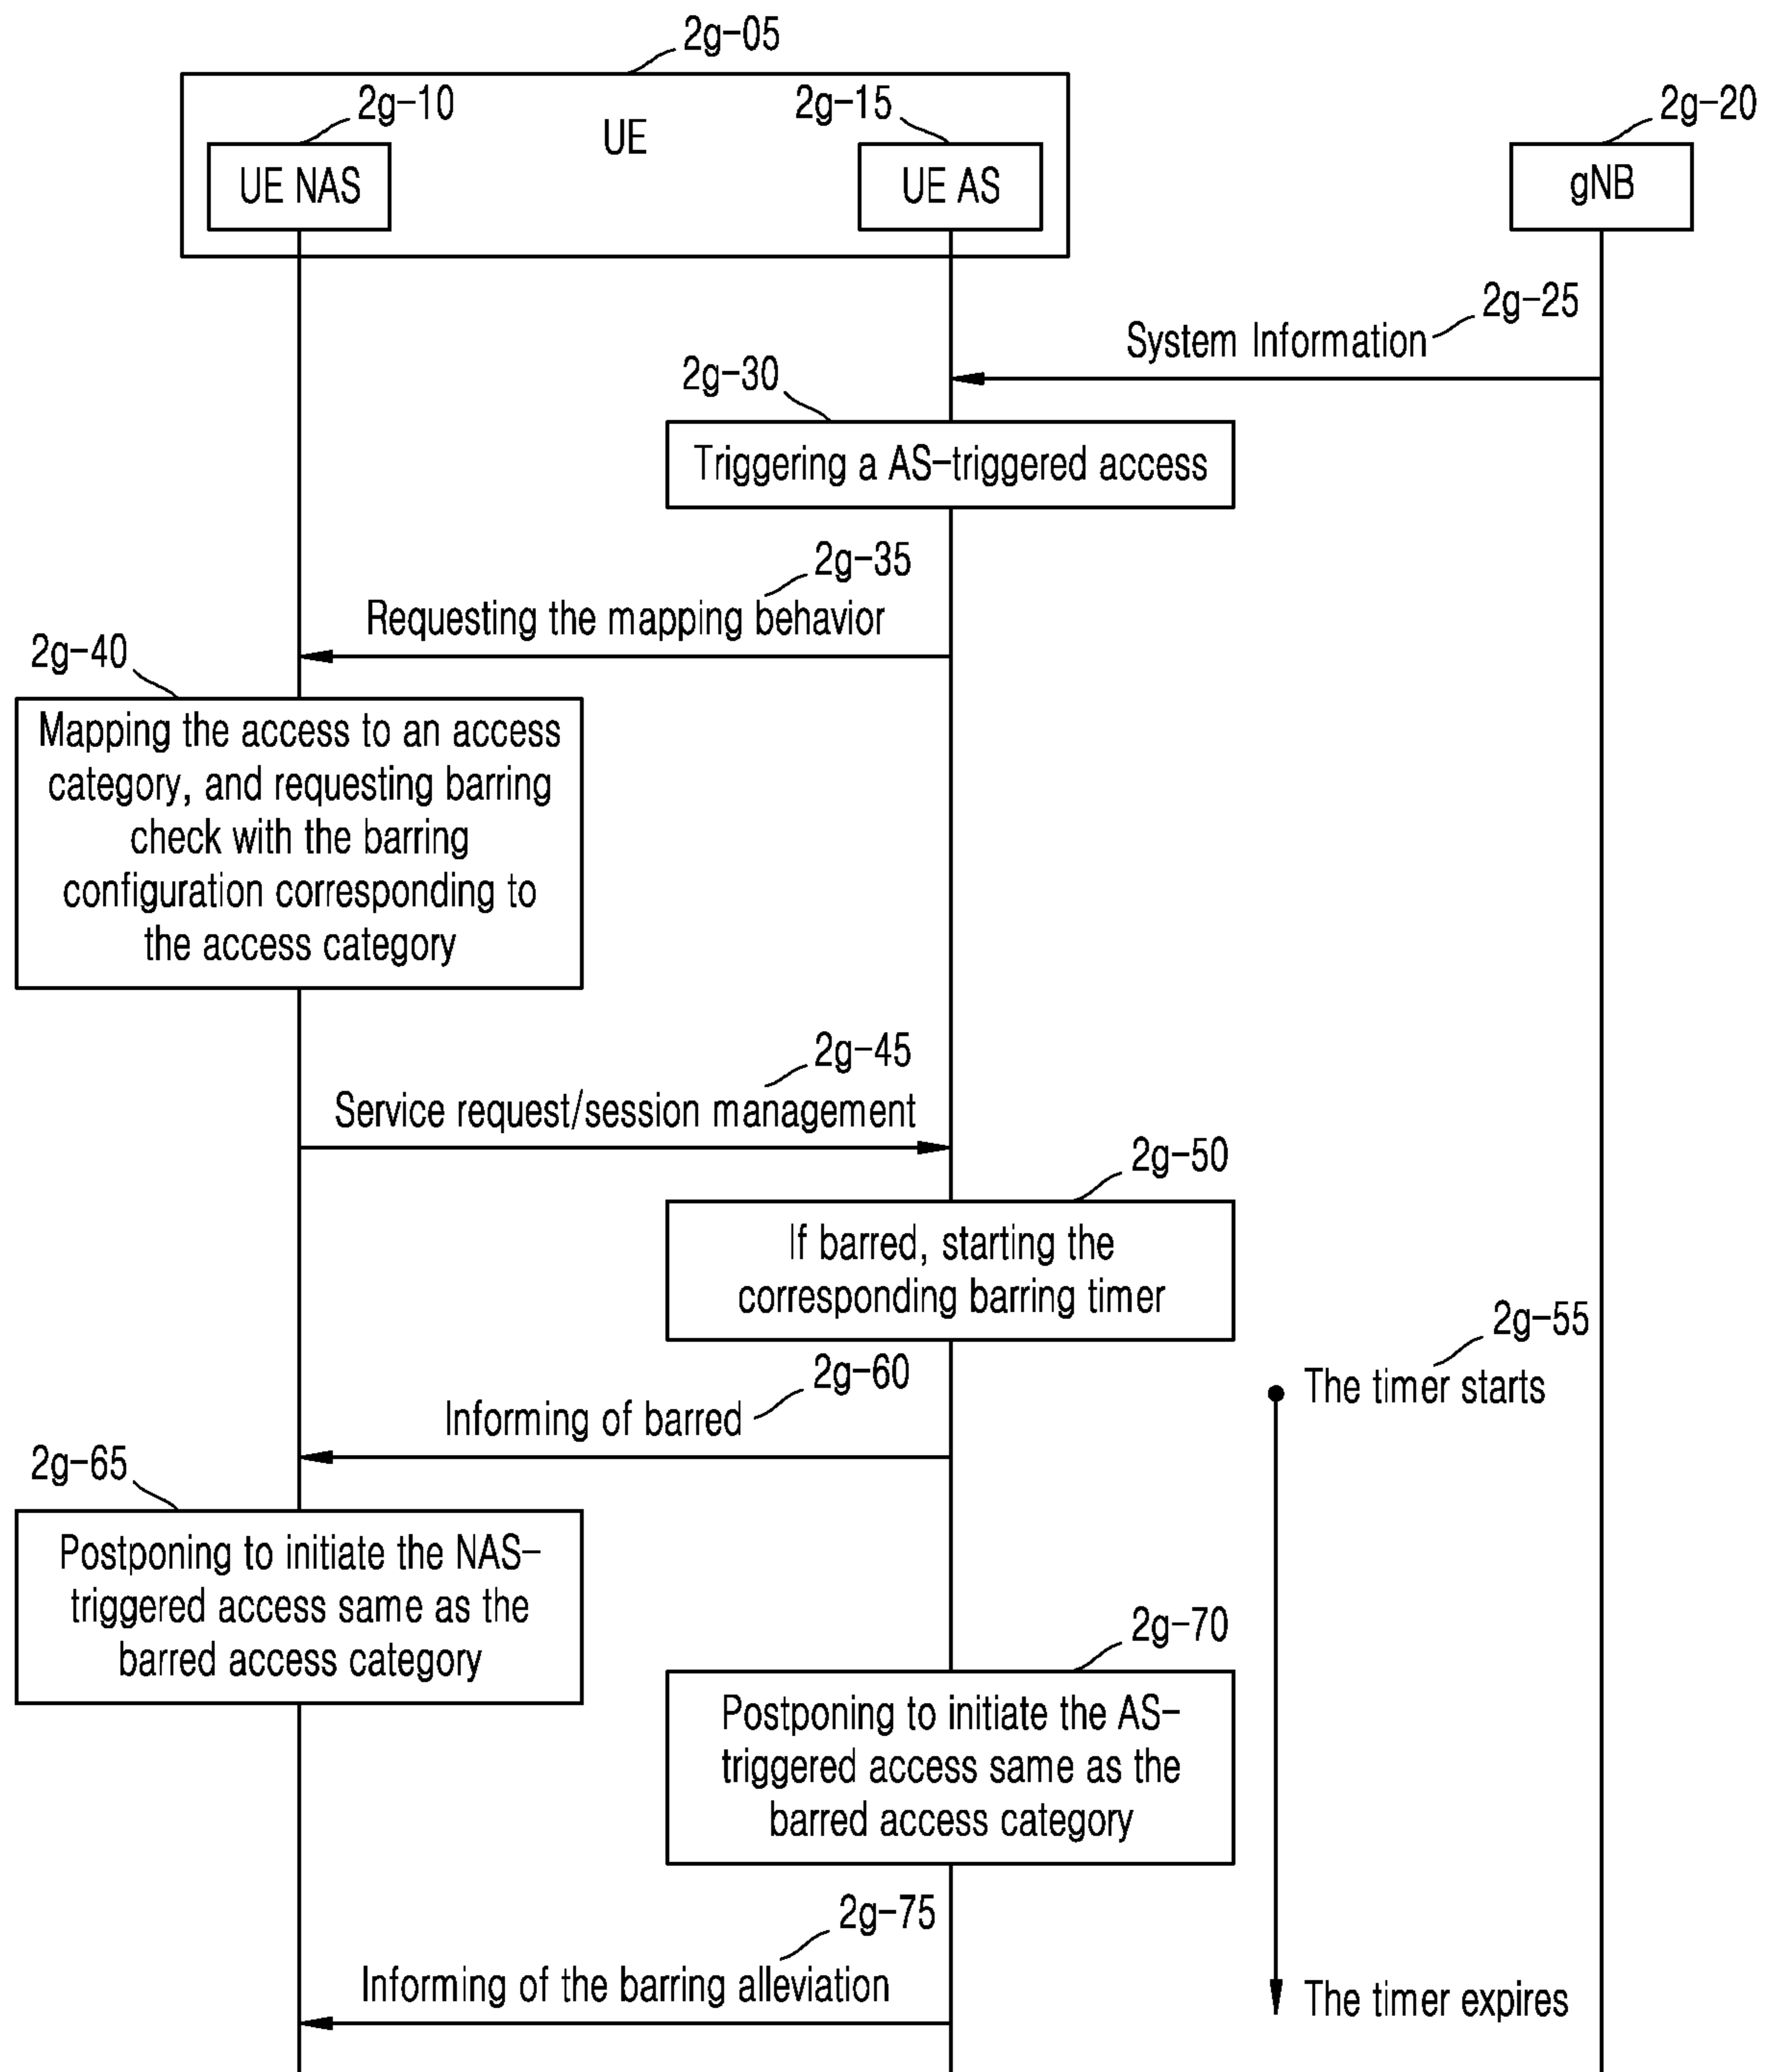 2g-05
2g-10
2g-15
2g-20
UE
UE NAS
UE AS
gNB
2g-25
System Information
2g-30
Triggering a AS-triggered access
2g-35
Requesting the mapping behavior
2g-40
Mapping the access to an access
category, and requesting barring
check with the barring
configuration corresponding to
the access category
2g-45
Service request/session management
2g-50
If barred, starting the
corresponding barring timer
2g-55
The timer starts
2g-60
Informing of barred
2g-65
Postponing to initiate the NAS-
triggered access same as the
barred access category
2g-70
Postponing to initiate the AS-
triggered access same as the
barred access category
2g-75
Informing of the barring alleviation
The timer expires